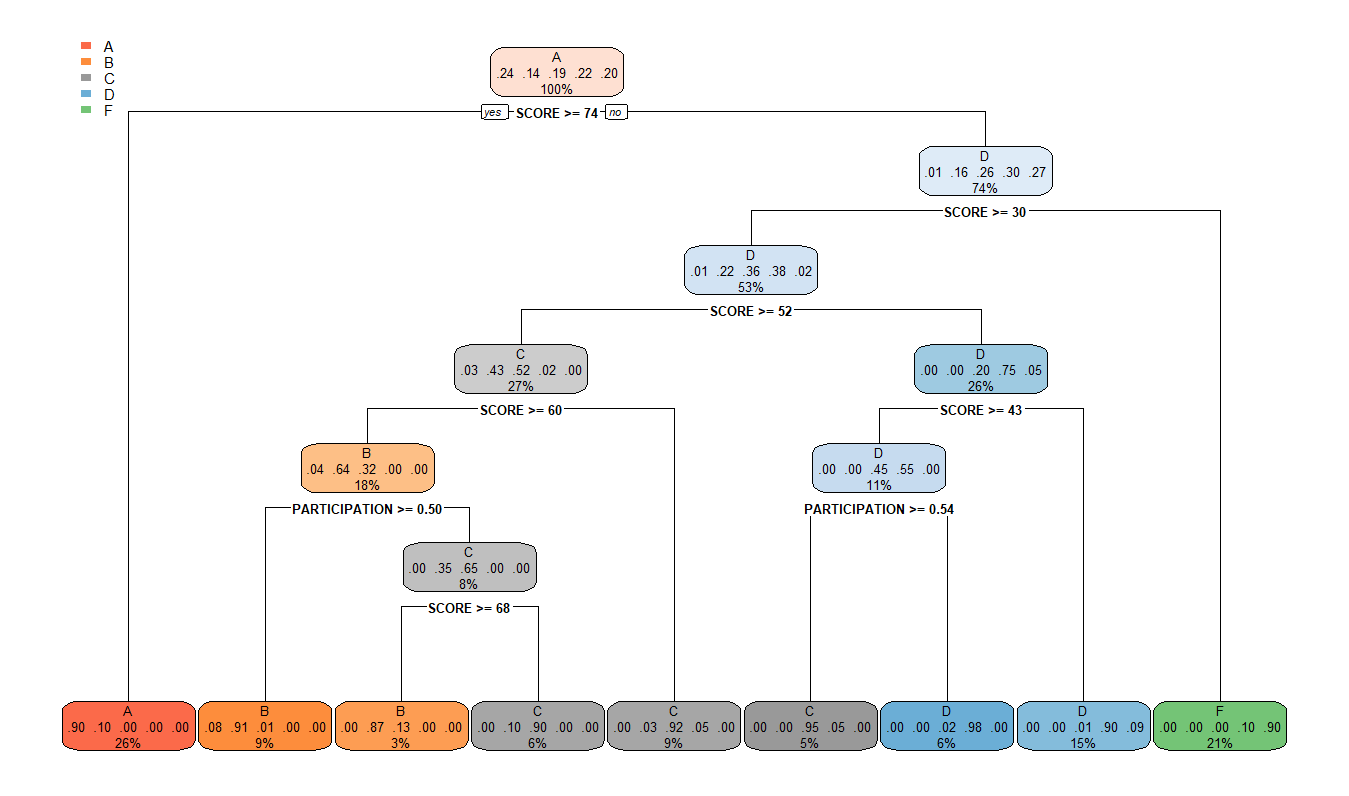 A
B
C
D
F
A
.24 .14 .19 .22 .20
100%
yes SCORE >= 74 no
D
.01 .16 .26 .30 .27
74%
SCORE >= 30
D
.01 .22 .36 .38 .02
53%
SCORE >= 52
C
.03 .43 .52 .02 .00
27%
D
.00 .00 .20 .75 .05
26%
SCORE >= 60
SCORE >= 43
B
.04 .64 .32 .00 .00
18%
D
.00 .00 .45 .55 .00
11%
PARTICIPATION >= 0.50
PARTICIPATION >= 0.54
C
.00 .35 .65 .00 .00
8%
SCORE >= 68
A
.90 .10 .00 .00 .00
26%
B
.08 .91 .01 .00 .00
9%
B
.00 .87 .13 .00 .00
3%
C
.00 .10 .90 .00 .00
6%
C
.00 .03 .92 .05 .00
9%
C
.00 .00 .95 .05 .00
5%
D
.00 .00 .02 .98 .00
6%
D
.00 .00 .01 .90 .09
15%
F
.00 .00 .00 .10 .90
21%